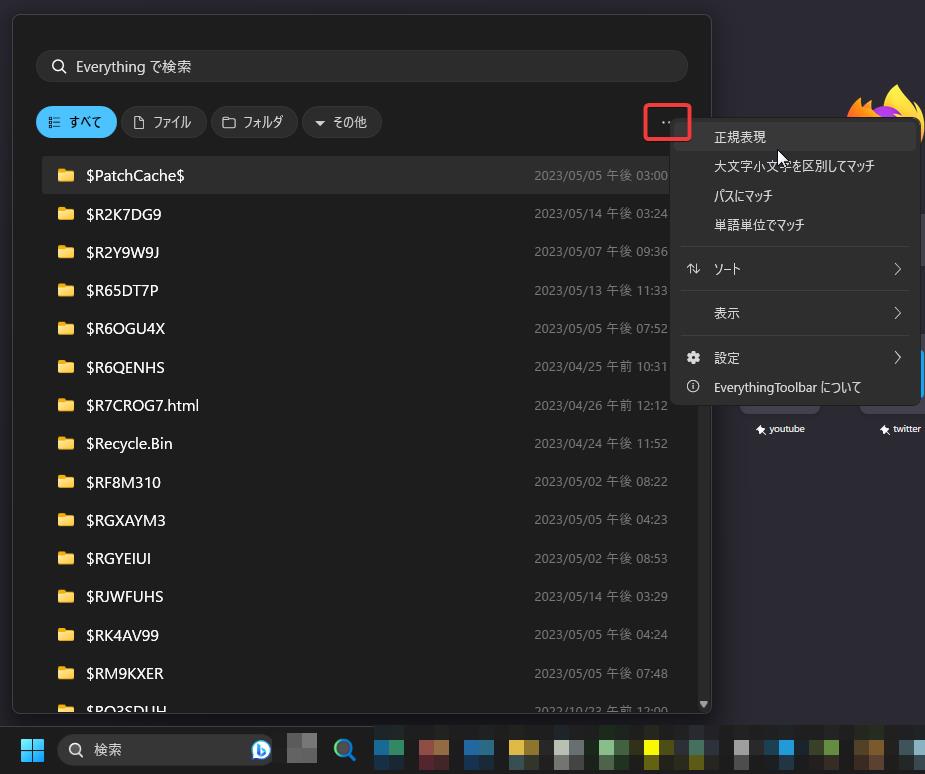 Everything で検索
すべて ファイル フォルダ その他 ..
$PatchCache$ 2023/05/05 午後 03:00
$R2K7DG9 2023/05/14 午後 03:24
$R2Y9W9J 2023/05/07 午後 09:36
$R65DT7P 2023/05/13 午後 11:33
$R6OGU4X 2023/05/05 午後 07:52
$R6QENHS 2023/04/25 午前 10:31
$R7CROG7.html 2023/04/26 午前 12:12
$Recycle.Bin 2023/04/24 午後 11:52
$RF8M310 2023/05/02 午後 08:22
$RGXAYM3 2023/05/05 午後 04:23
$RGYEIUI 2023/05/02 午後 08:53
$RJWFUHS 2023/05/14 午後 03:29
$RK4AV99 2023/05/05 午後 04:24
$RM9KXER 2023/05/05 午後 07:48
$RO3SDUH 2022/10/23 午前 12:00
正規表現
大文字小文字を区別してマッチ
パスにマッチ
単語単位でマッチ
ソート
表示
設定
EverythingToolbar について
youtube
twitter
検索